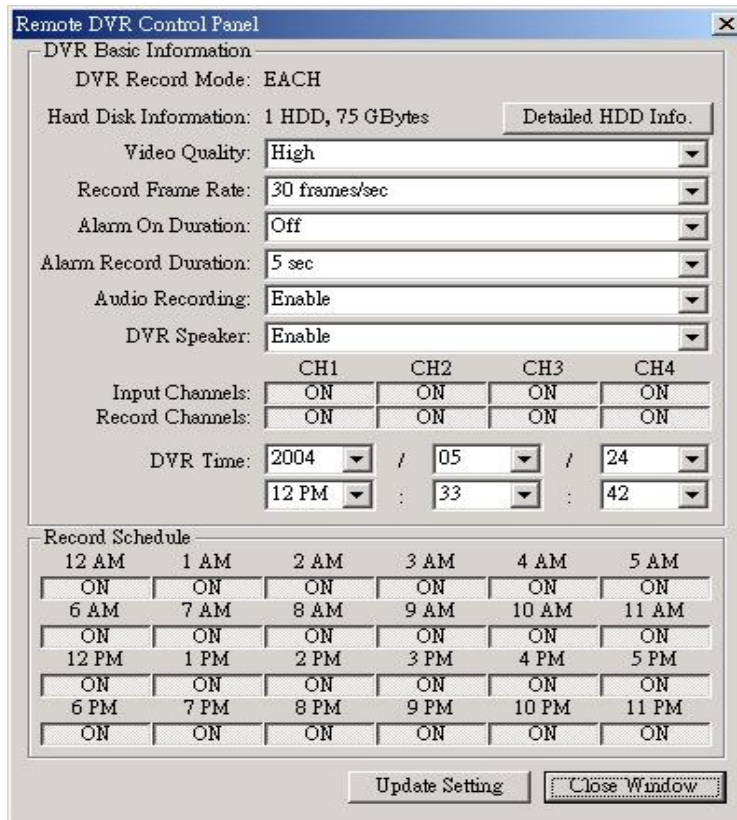 Remote DVR Control Panel
DVR Basic Information
DVR Record Mode: EACH
Hard Disk Information: 1 HDD, 75 GBytes Detailed HDD Info.
Video Quality: High
Record Frame Rate: 30 frames/sec
Alarm On Duration: Off
Alarm Record Duration: 5 sec
Audio Recording: Enable
DVR Speaker: Enable
CH1 CH2 CH3 CH4
Input Channels: ON ON ON ON
Record Channels: ON ON ON ON
DVR Time: 2004 / 05 / 24
12 PM : 33 : 42
Record Schedule
12 AM 1 AM 2 AM 3 AM 4 AM 5 AM
ON ON ON ON ON ON
6 AM 7 AM 8 AM 9 AM 10 AM 11 AM
ON ON ON ON ON ON
12 PM 1 PM 2 PM 3 PM 4 PM 5 PM
ON ON ON ON ON ON
6 PM 7 PM 8 PM 9 PM 10 PM 11 PM
ON ON ON ON ON ON
Update Setting Close Window